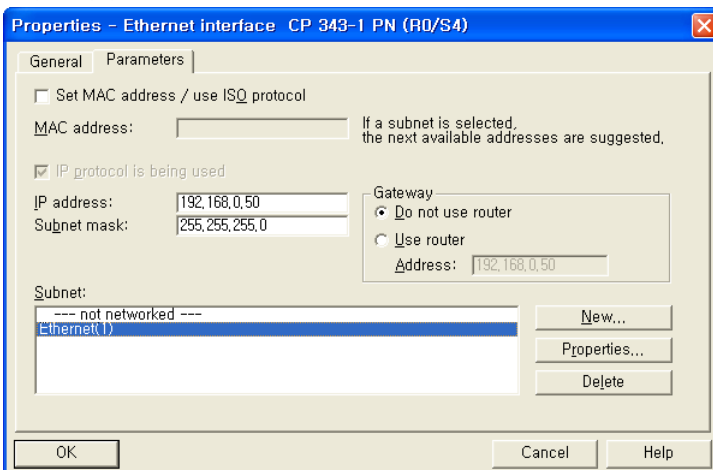 Properties - Ethernet interface CP 343-1 PN (R0/S4)
General Parameters
Set MAC address / use ISO protocol
MAC address:
If a subnet is selected,
the next available addresses are suggested.
IP protocol is being used
IP address: 192,168,0,50
Subnet mask: 255,255,255,0
Gateway
Do not use router
Use router
Address: 192,168,0,50
Subnet:
--- not networked ---
Ethernet(1)
New...
Properties...
Delete
OK Cancel Help